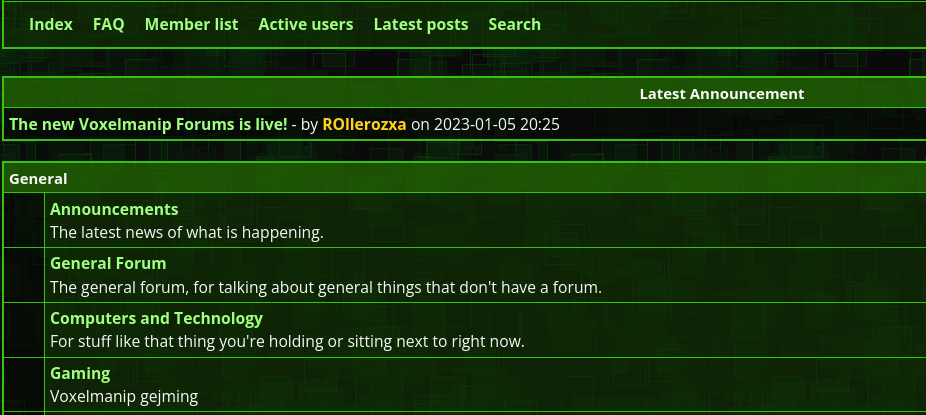 Index FAQ Member list Active users Latest posts Search
Latest Announcement
The new Voxelmanip Forums is live! - by ROllerozxa on 2023-01-05 20:25
General
Announcements
The latest news of what is happening.
General Forum
The general forum, for talking about general things that don't have a forum.
Computers and Technology
For stuff like that thing you're holding or sitting next to right now.
Gaming
Voxelmanip gejming